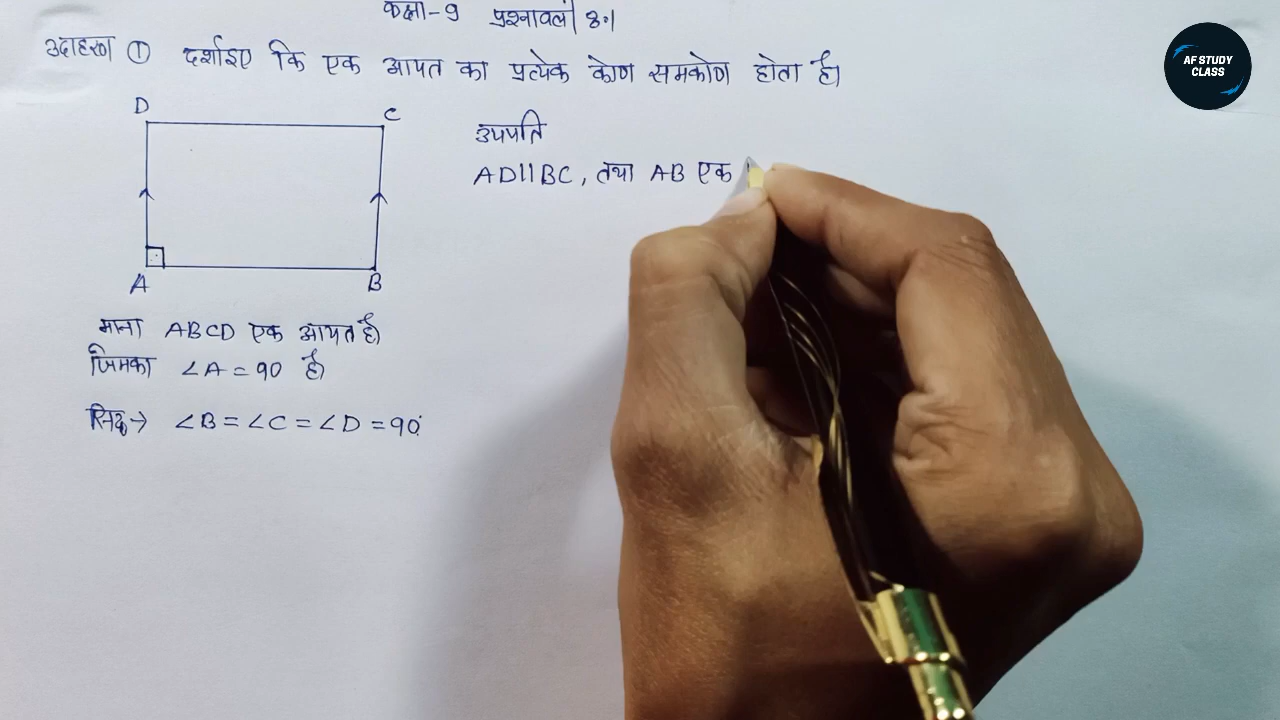 कक्षा-9 प्रश्नावली 8.1
उदाहरण ① दर्शाइए कि एक आयत का प्रत्येक कोण समकोण होता है।
D
C
A
B
उपपति
AD||BC, तथा AB एक
माना ABCD एक आयत है।
जिसका ∠A = 90 है।
सिद्ध → ∠B = ∠C = ∠D = 90°
AF STUDY
CLASS